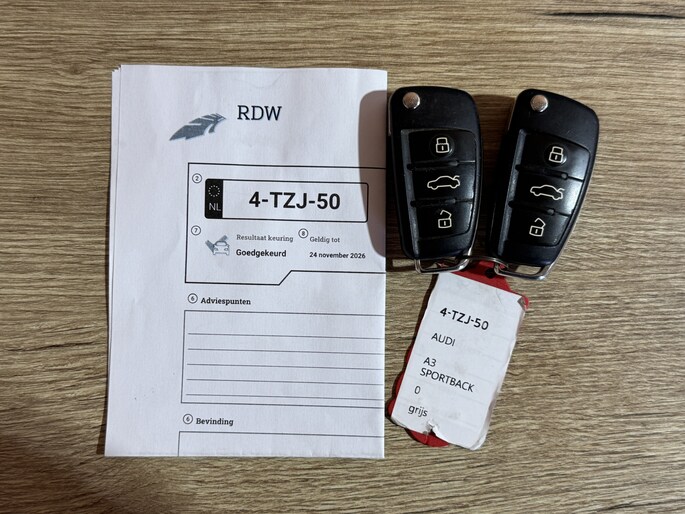 RDW
2
NL
4-TZJ-50
7
Resultaat keuring
Goedgekeurd
8
Geldig tot
24 november 2026
6 Adviespunten
6 Bevinding
4-TZJ-50
AUDI
A3
SPORTBACK
0
grijs